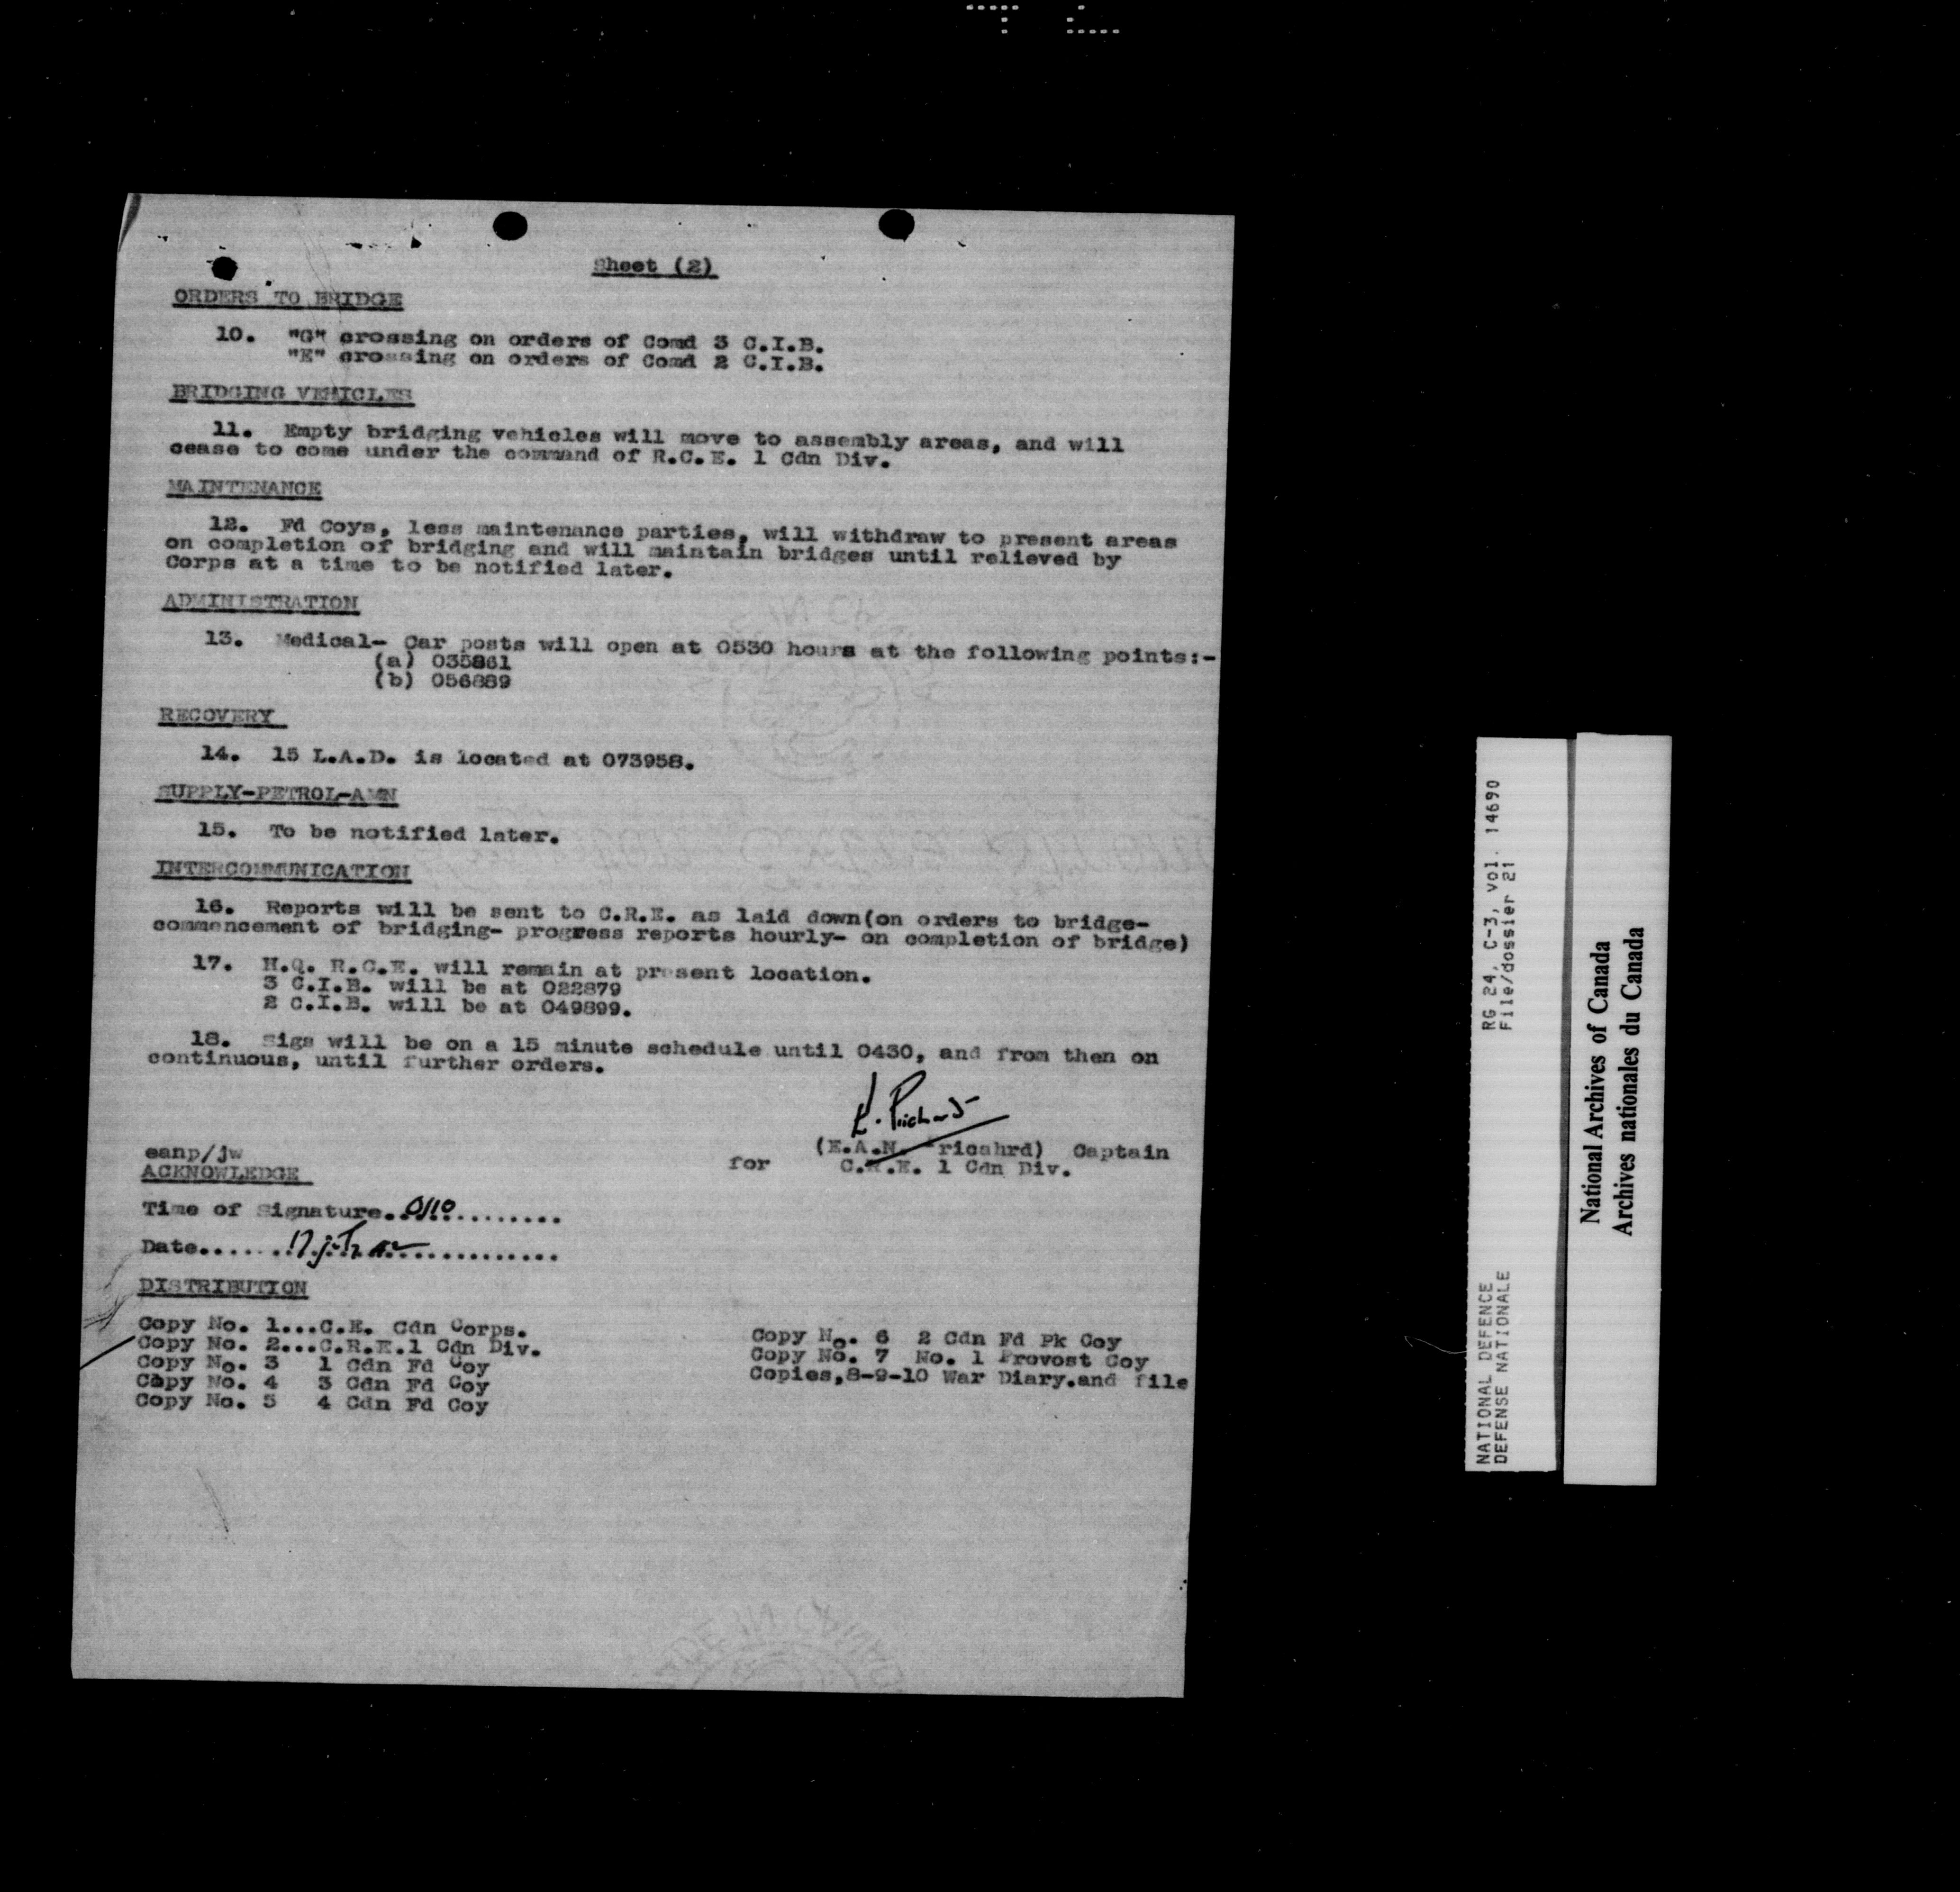 Sheet (2)
ORDERS TO BRIDGE
10. "G" crossing on orders of Comd 3 C.I.B.
"E" crossing on orders of Comd 2 C.I.B.
BRIDGING VEHICLES
11. Empty bridging vehicles will move to assembly areas, and will
cease to come under the command of R.C.E. 1 Cdn Div.
MAINTENANCE
12. Fd Coys, less maintenance parties, will withdraw to present areas
on completion of bridging and will maintain bridges until relieved by
Corps at a time to be notified later.
ADMINISTRATION
13. Medical- Car posts will open at 0530 hours at the following points:-
(a) 035861
(b) 056889
RECOVERY
14. 15 L.A.D. is located at 073958.
SUPPLY-PETROL-AMN
15. To be notified later.
INTERCOMMUNICATION
16. Reports will be sent to C.R.E. as laid down(on orders to bridge-
commencement of bridging- progress reports hourly- on completion of bridge)
17. H.Q. R.C.E. will remain at present location.
3 C.I.B. will be at 022879
2 C.I.B. will be at 049899.
18. Sigs will be on a 15 minute schedule until 0430, and from then on
continuous, until further orders.
E. Prichard
(E.A.N. Pricahrd) Captain
for C.R.E. 1 Cdn Div.
eanp/jw
ACKNOWLEDGE
Time of Signature..0110............
Date.......17
DISTRIBUTION
Copy No. 1...C.E. Cdn Corps.
Copy No. 2...C.R.E.1 Cdn Div.
Copy No. 3 1 Cdn Fd Coy
Copy No. 4 3 Cdn Fd Coy
Copy No. 5 4 Cdn Fd Coy
Copy No. 6 2 Cdn Fd Pk Coy
Copy No. 7 No. 1 Provost Coy
Copies,8-9-10 War Diary.and file
MADE IN CANADA
NATIONAL DEFENCE RG 24, C-3, vol. 14690
DEFENSE NATIONALE File/dossier 21
National Archives of Canada
Archives nationales du Canada